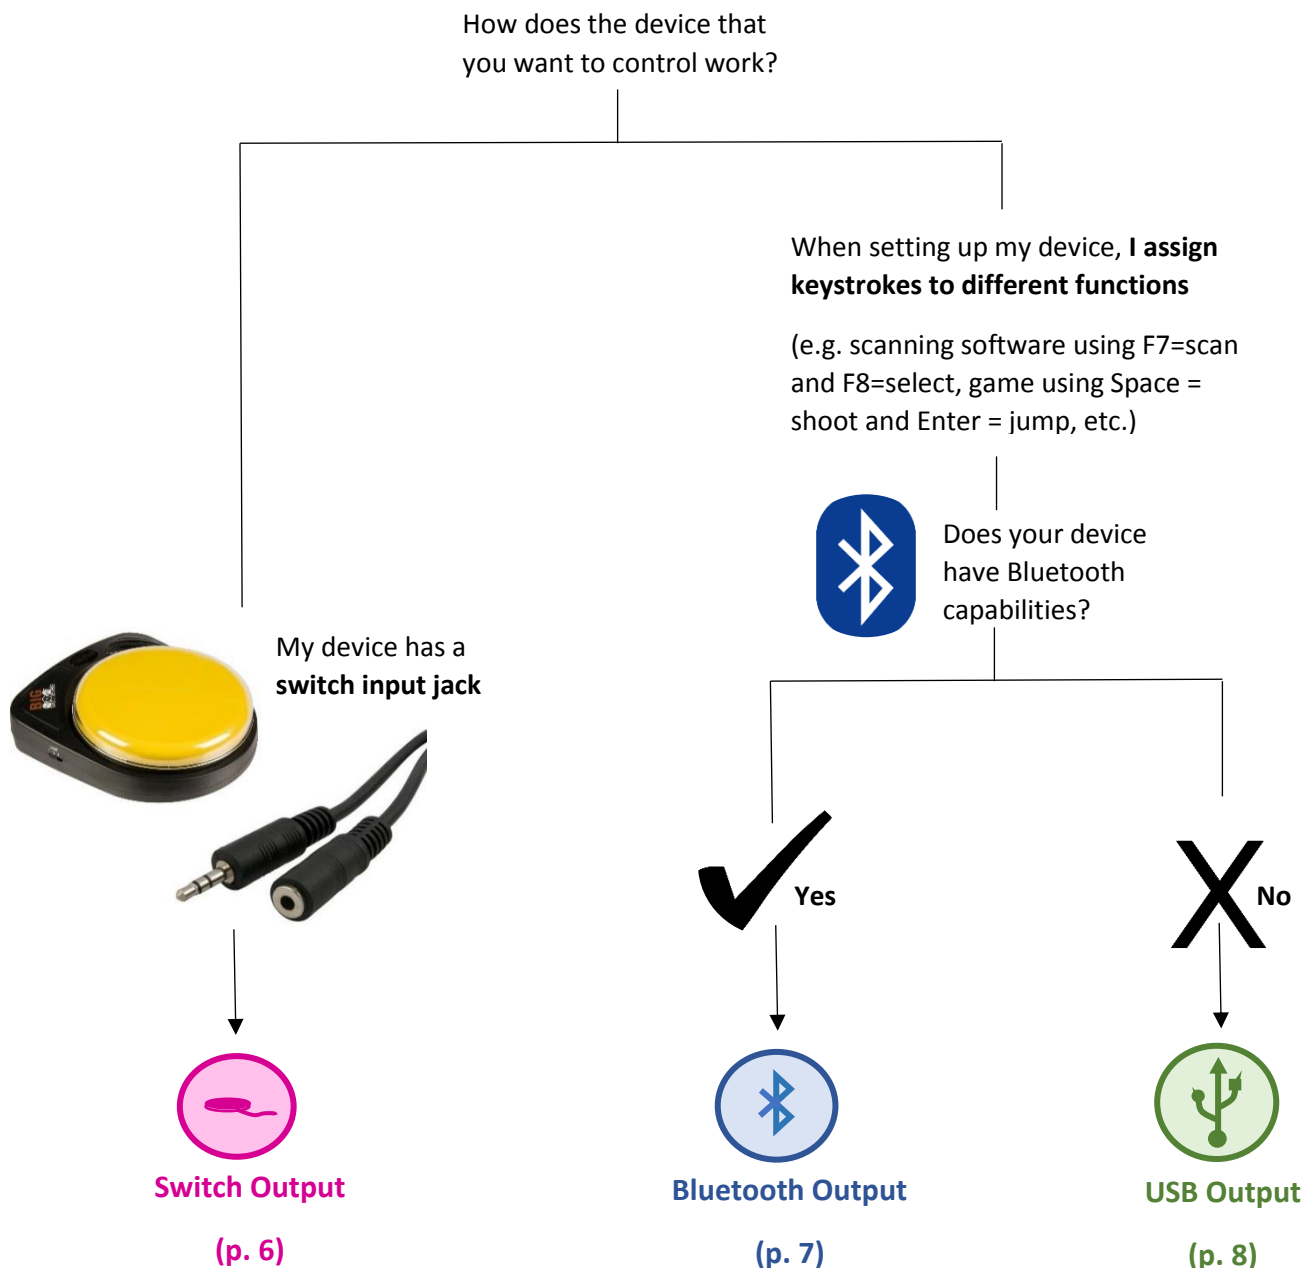 How does the device that
you want to control work?
When setting up my device, I assign
keystrokes to different functions
(e.g. scanning software using F7=scan
and F8=select, game using Space =
shoot and Enter = jump, etc.)
Does your device
have Bluetooth
capabilities?
My device has a
switch input jack
BIG
Yes
No
Switch Output
(p. 6)
Bluetooth Output
(p. 7)
USB Output
(p. 8)